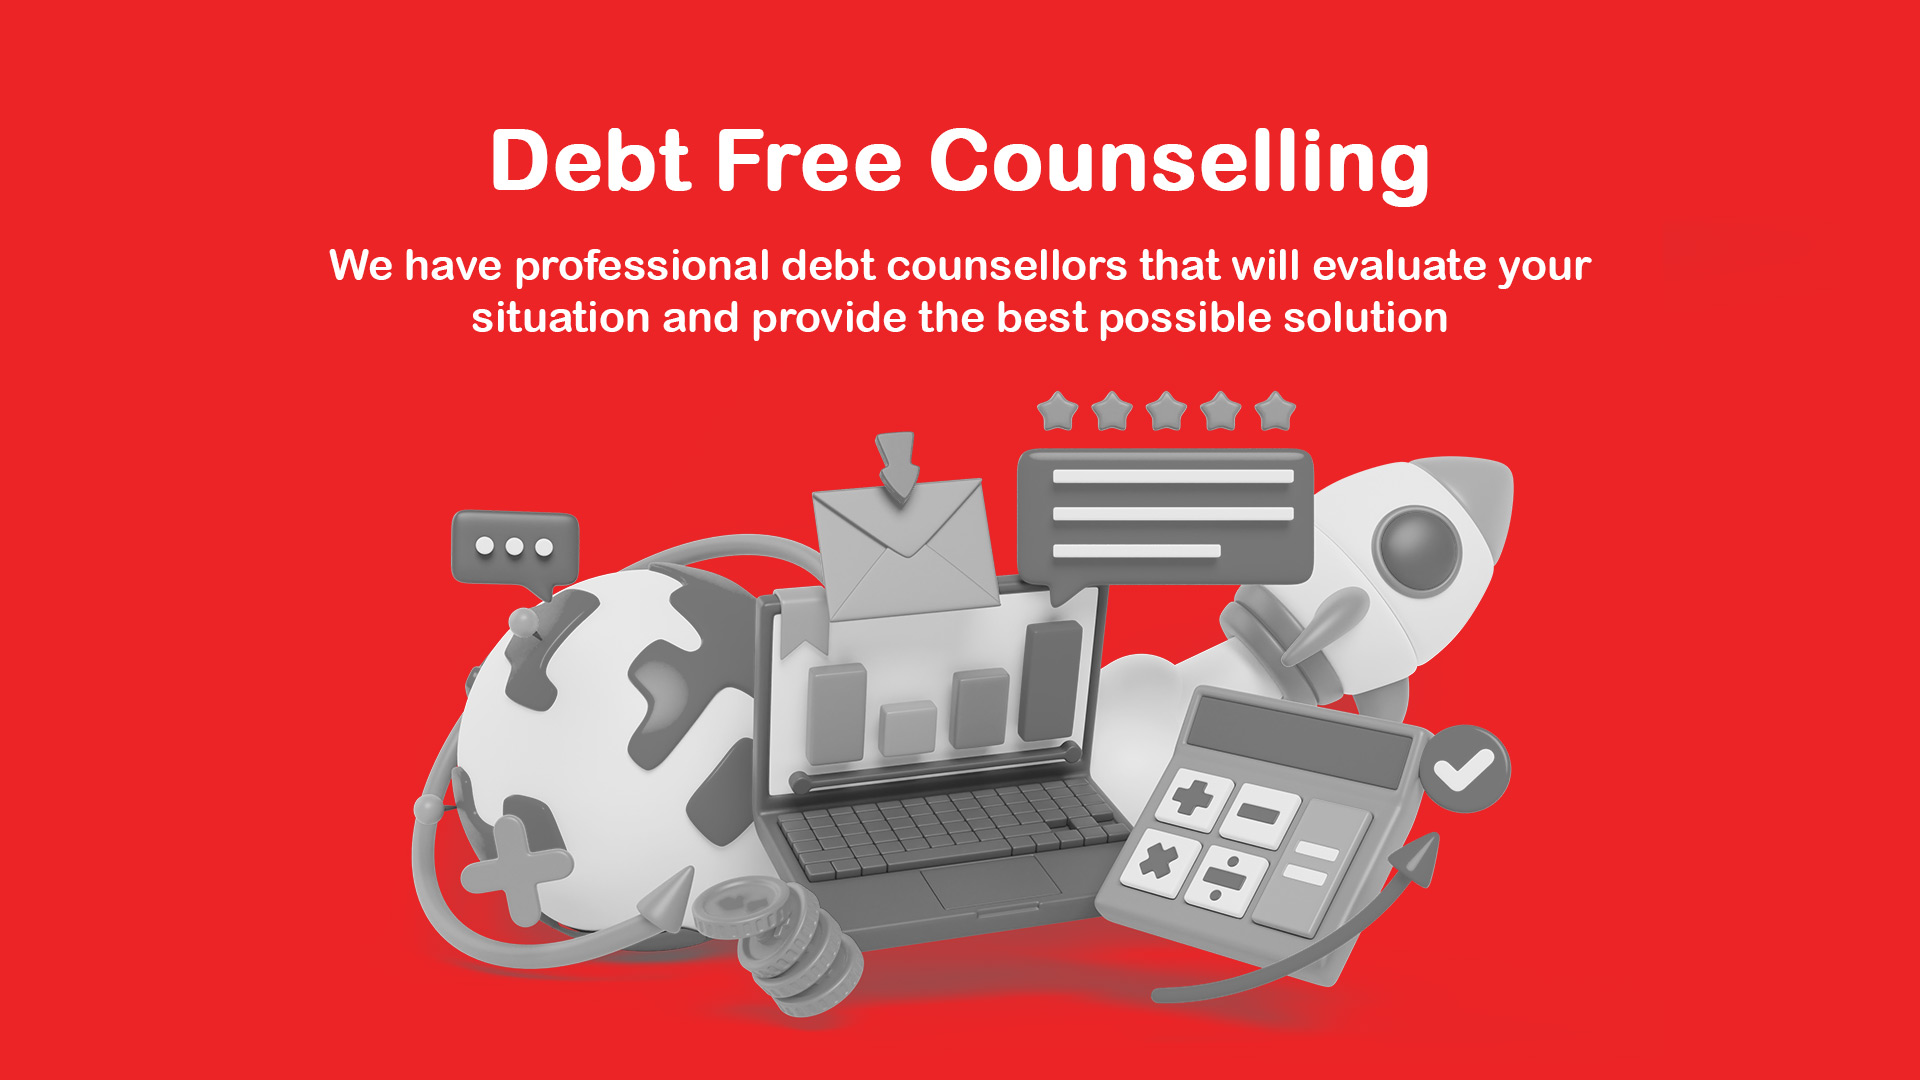 Debt Free Counselling
We have professional debt counsellors that will evaluate your
situation and provide the best possible solution